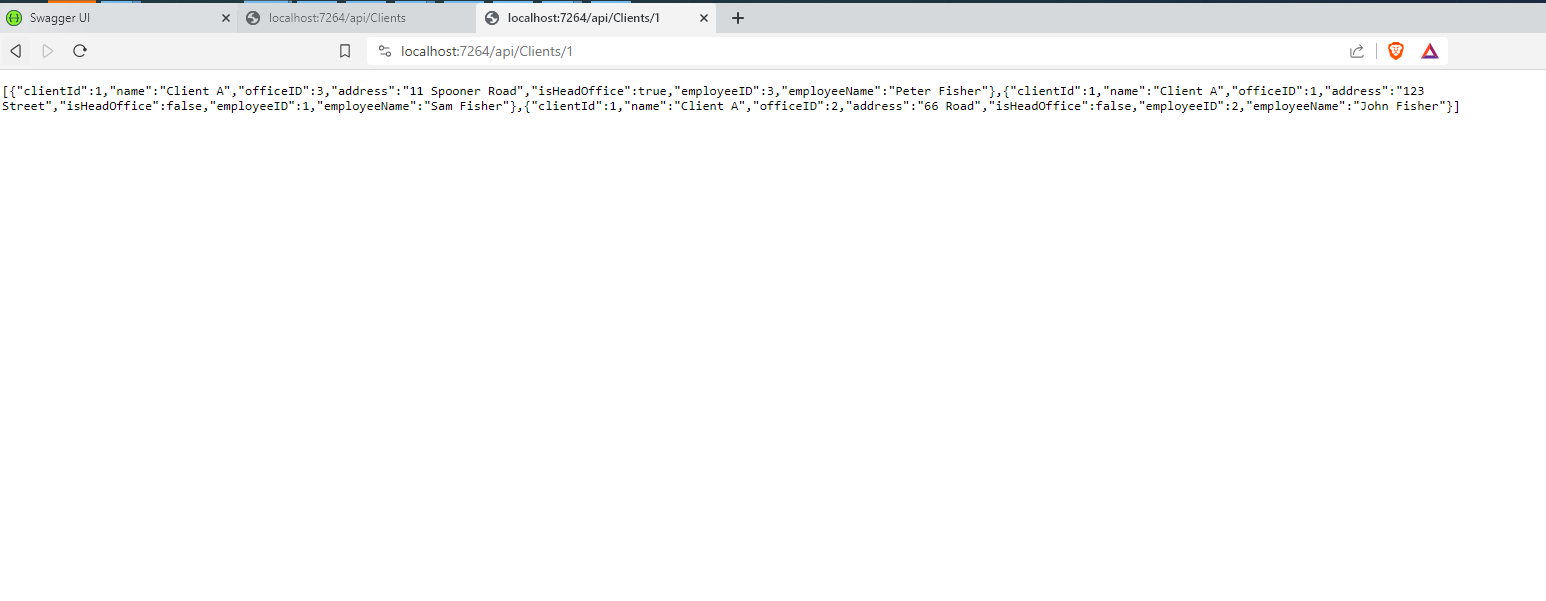 Swagger UI
localhost:7264/api/Clients
localhost:7264/api/Clients/1
localhost:7264/api/Clients/1
[{"clientId":1,"name":"Client A","officeID":3,"address":"11 Spooner Road","isHeadOffice":true,"employeeID":3,"employeeName":"Peter Fisher"},{"clientId":1,"name":"Client A","officeID":1,"address":"123
Street","isHeadOffice":false,"employeeID":1,"employeeName":"Sam Fisher"},{"clientId":1,"name":"Client A","officeID":2,"address":"66 Road","isHeadOffice":false,"employeeID":2,"employeeName":"John Fisher"}]